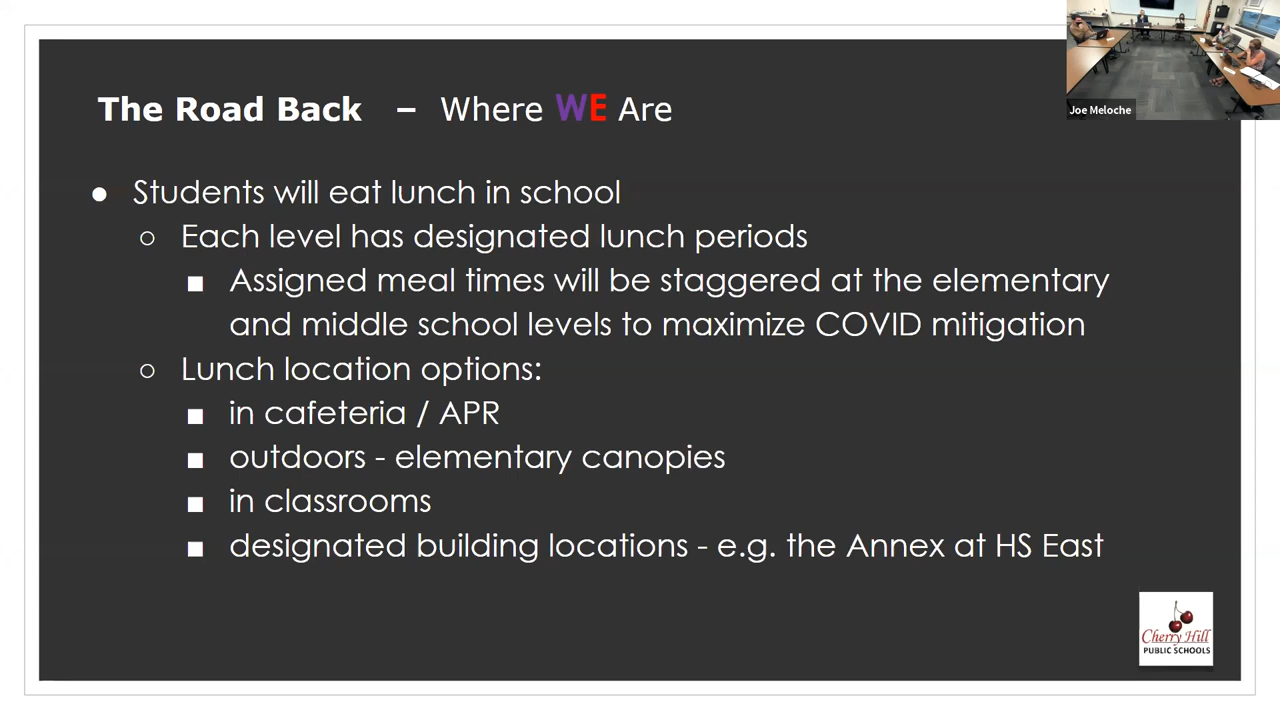 Joe Meloche
The Road Back – Where WE Are
● Students will eat lunch in school
○ Each level has designated lunch periods
■ Assigned meal times will be staggered at the elementary
and middle school levels to maximize COVID mitigation
○ Lunch location options:
■ in cafeteria / APR
■ outdoors - elementary canopies
■ in classrooms
■ designated building locations - e.g. the Annex at HS East
Cherry Hill
PUBLIC SCHOOLS